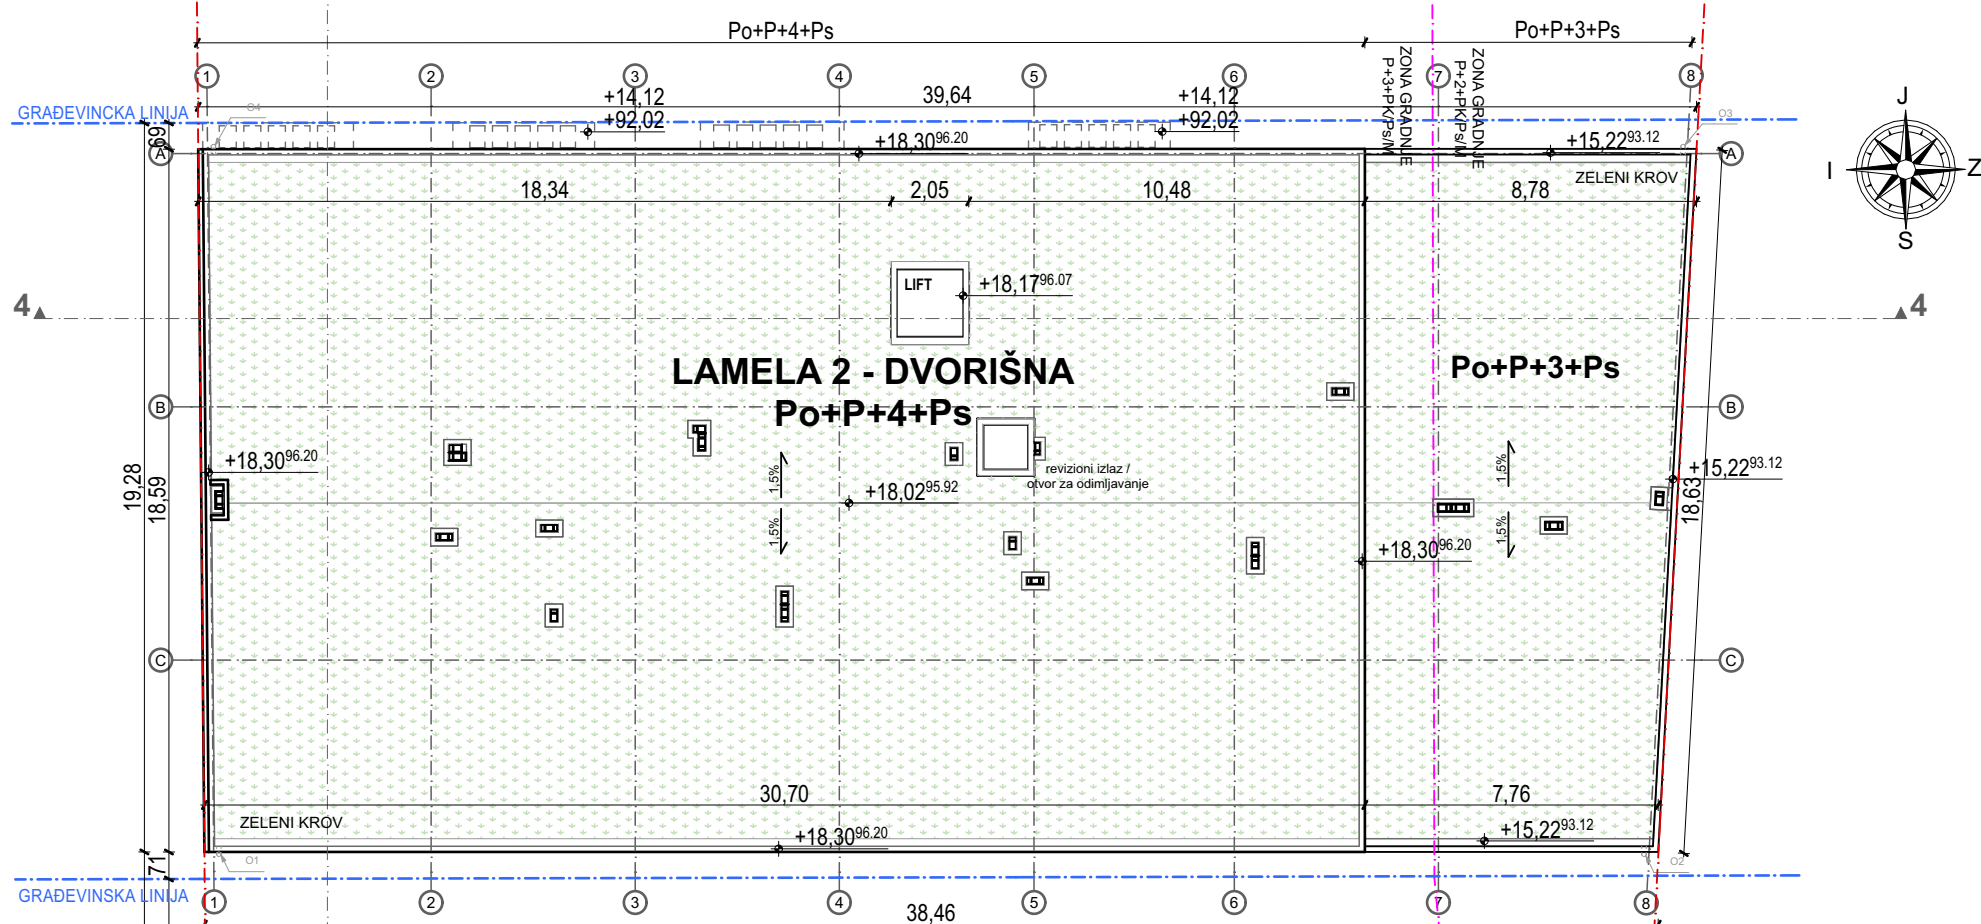 Po+P+4+Ps
Po+P+3+Ps
1
2
3
4
5
6
7
8
ZONA GRADNJE
P+3+PK/Ps/M
ZONA GRADNJE
P+2+PK/Ps/M
GRAĐEVINCKA LINIJA
O4
+14,12
+92,02
39,64
+14,12
+92,02
O3
J
I
Z
S
69
A
+18,30 96.20
+15,22 93.12
A
ZELENI KROV
18,34
2,05
10,48
8,78
LIFT
+18,17 96.07
4
4
LAMELA 2 - DVORIŠNA
Po+P+4+Ps
Po+P+3+Ps
B
B
+18,30 96.20
1,5%
revizioni izlaz /
otvor za odimljavanje
1,5%
+15,22 93.12
19,28
18,59
+18,02 95.92
18,63
1,5%
1,5%
+18,30 96.20
C
C
30,70
7,76
ZELENI KROV
+18,30 96.20
+15,22 93.12
71
O1
O2
GRAĐEVINSKA LINIJA
1
2
3
4
5
6
7
8
38,46